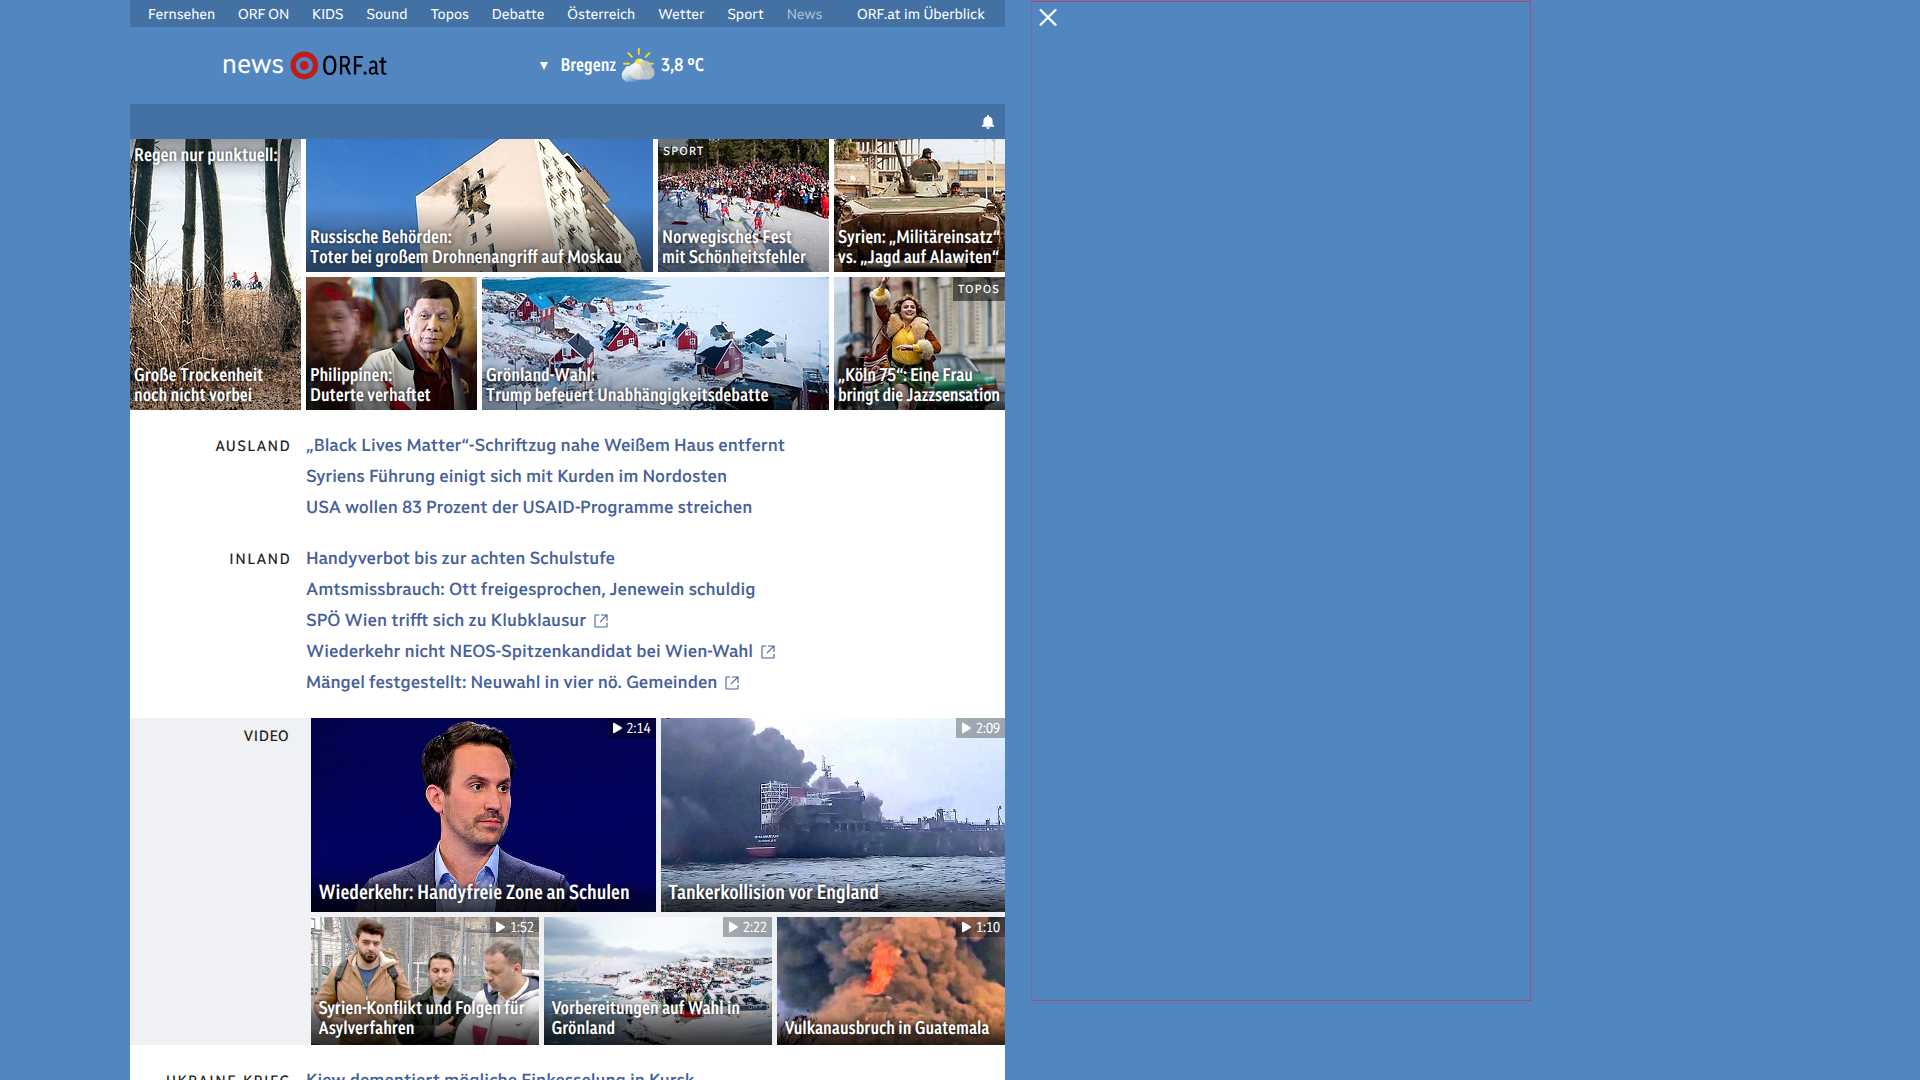 Fernsehen ORF ON KIDS Sound Topos Debatte Österreich Wetter Sport News ORF.at im Überblick
news ORF.at
Bregenz 3,8 °C
Regen nur punktuell:
Große Trockenheit
noch nicht vorbei
Russische Behörden:
Toter bei großem Drohnenangriff auf Moskau
SPORT
Norwegisches Fest
mit Schönheitsfehler
Syrien: „Militäreinsatz“
vs. „Jagd auf Alawiten“
Philippinen:
Duterte verhaftet
Grönland-Wahl:
Trump befeuert Unabhängigkeitsdebatte
TOPOS
„Köln 75“: Eine Frau
bringt die Jazzsensation
AUSLAND
„Black Lives Matter“-Schriftzug nahe Weißem Haus entfernt
Syriens Führung einigt sich mit Kurden im Nordosten
USA wollen 83 Prozent der USAID-Programme streichen
INLAND
Handyverbot bis zur achten Schulstufe
Amtsmissbrauch: Ott freigesprochen, Jenewein schuldig
SPÖ Wien trifft sich zu Klubklausur
Wiederkehr nicht NEOS-Spitzenkandidat bei Wien-Wahl
Mängel festgestellt: Neuwahl in vier nö. Gemeinden
VIDEO
2:14
Wiederkehr: Handyfreie Zone an Schulen
2:09
Tankerkollision vor England
1:52
Syrien-Konflikt und Folgen für
Asylverfahren
2:22
Vorbereitungen auf Wahl in
Grönland
1:10
Vulkanausbruch in Guatemala
UKRAINE-KRIEG
Kiew dementiert mögliche Einkesselung in Kursk